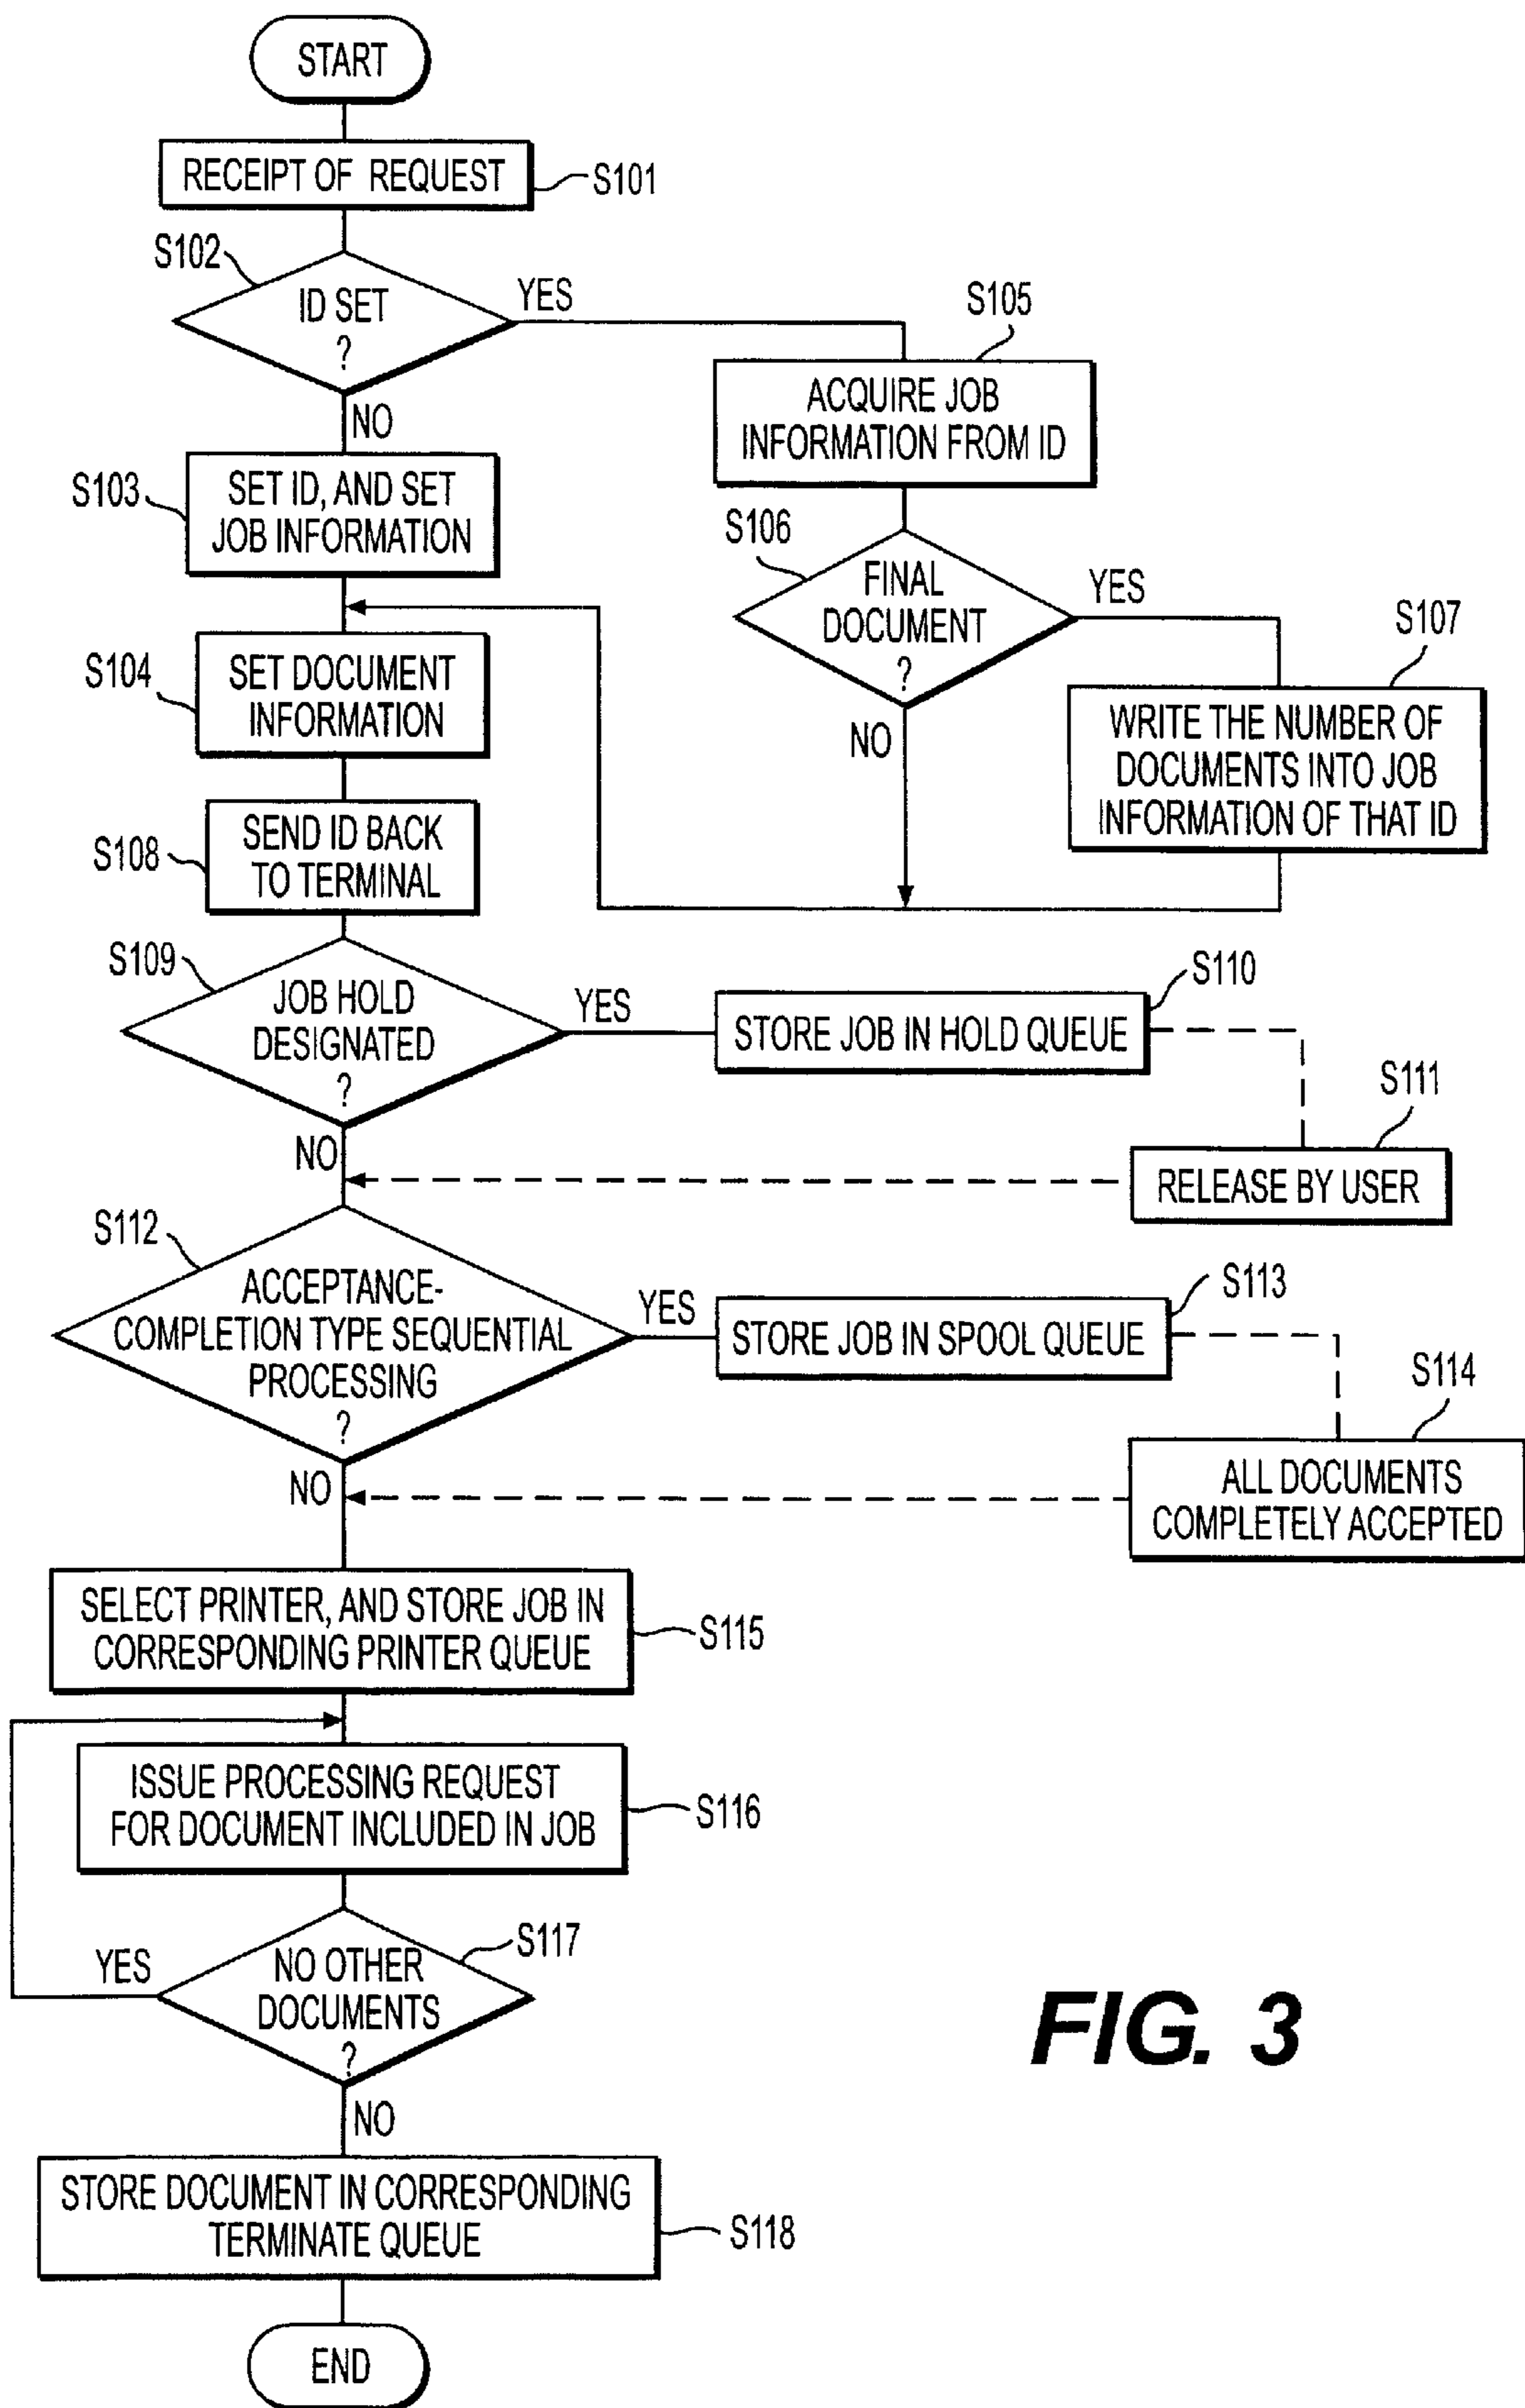 START
RECEIPT OF REQUEST
S101
S102
ID SET
?
YES
NO
S105
ACQUIRE JOB
INFORMATION FROM ID
S103
SET ID, AND SET
JOB INFORMATION
S106
FINAL
DOCUMENT
?
YES
NO
S107
WRITE THE NUMBER OF
DOCUMENTS INTO JOB
INFORMATION OF THAT ID
S104
SET DOCUMENT
INFORMATION
S108
SEND ID BACK
TO TERMINAL
S109
JOB HOLD
DESIGNATED
?
YES
NO
S110
STORE JOB IN HOLD QUEUE
S111
RELEASE BY USER
S112
ACCEPTANCE-
COMPLETION TYPE SEQUENTIAL
PROCESSING
?
YES
NO
S113
STORE JOB IN SPOOL QUEUE
S114
ALL DOCUMENTS
COMPLETELY ACCEPTED
SELECT PRINTER, AND STORE JOB IN
CORRESPONDING PRINTER QUEUE
S115
ISSUE PROCESSING REQUEST
FOR DOCUMENT INCLUDED IN JOB
S116
S117
NO OTHER
DOCUMENTS
?
YES
NO
STORE DOCUMENT IN CORRESPONDING
TERMINATE QUEUE
S118
END
FIG. 3